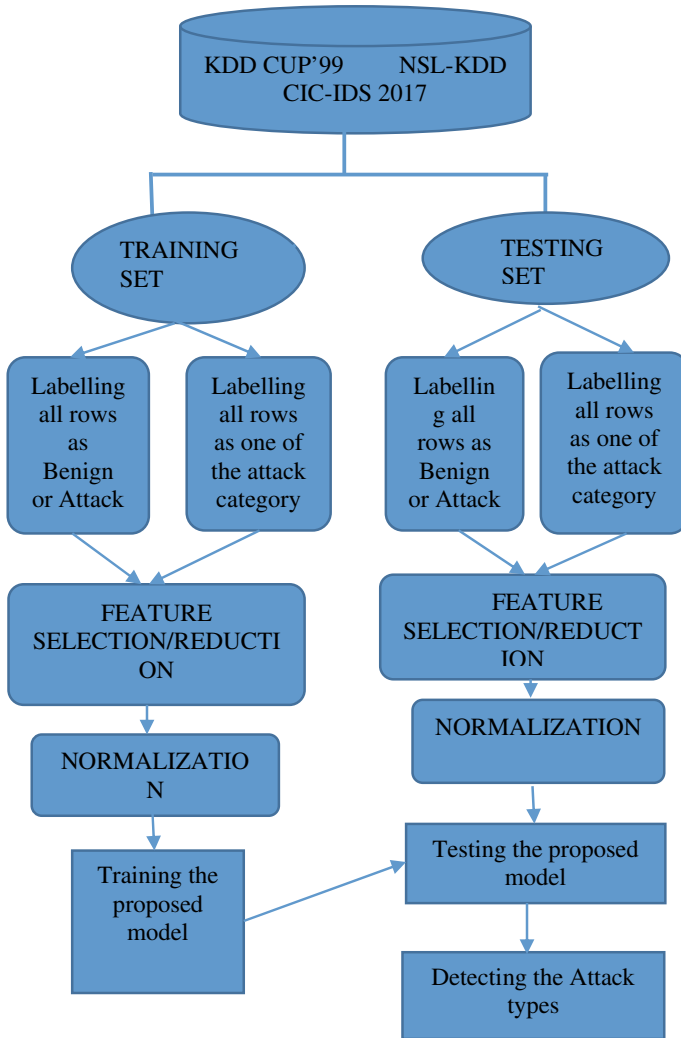 KDD CUP’99 NSL-KDD
CIC-IDS 2017
TRAINING
SET
TESTING
SET
Labelling
all rows
as
Benign
or Attack
Labelling
all rows
as one of
the attack
category
Labellin
g all
rows as
Benign
or Attack
Labelling
all rows
as one of
the attack
category
FEATURE
SELECTION/REDUCTI
ON
FEATURE
SELECTION/REDUCT
ION
NORMALIZATIO
N
NORMALIZATION
Training the
proposed
model
Testing the proposed
model
Detecting the Attack
types